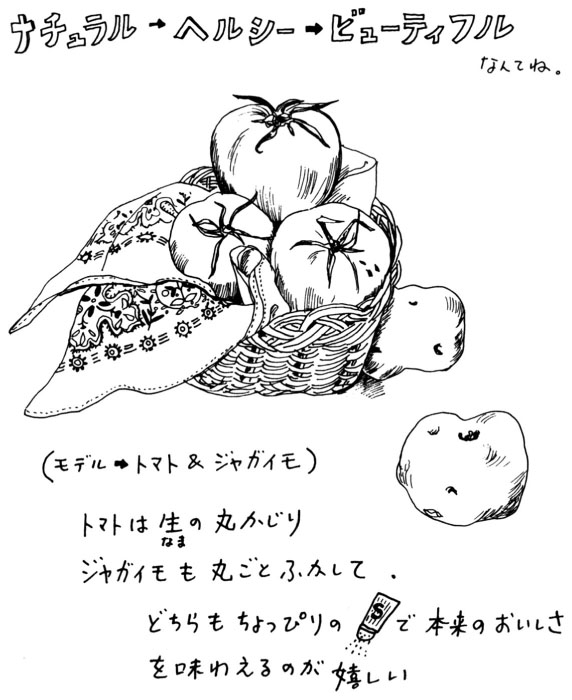 ナチュラル→ヘルシー→ビューティフル
なんてね。
(モデル→トマト&ジャガイモ)
トマトは生の丸かじり
なま
ジャガイモも丸ごとふかして.
どちらもちょっぴりの S で本来のおいしさ
を味わえるのが嬉しい